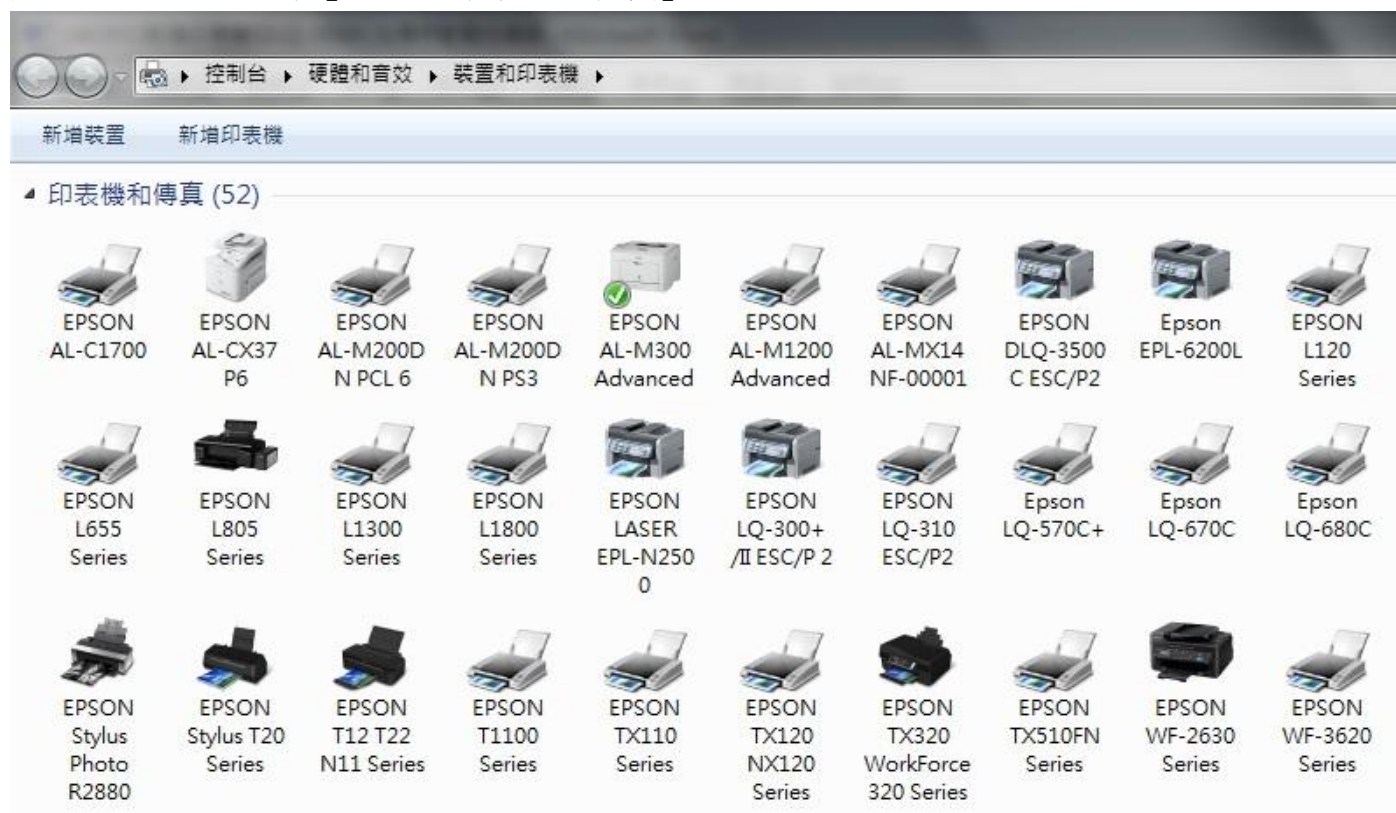 控制台 ▸ 硬體和音效 ▸ 裝置和印表機 ▸
新增裝置 新增印表機
印表機和傳真 (52)
EPSON
AL-C1700
EPSON
AL-CX37
P6
EPSON
AL-M200D
N PCL 6
EPSON
AL-M200D
N PS3
EPSON
AL-M300
Advanced
EPSON
AL-M1200
Advanced
EPSON
AL-MX14
NF-00001
EPSON
DLQ-3500
C ESC/P2
Epson
EPL-6200L
EPSON
L120
Series
EPSON
L655
Series
EPSON
L805
Series
EPSON
L1300
Series
EPSON
L1800
Series
EPSON
LASER
EPL-N250
0
EPSON
LQ-300+
/II ESC/P 2
EPSON
LQ-310
ESC/P2
Epson
LQ-570C+
Epson
LQ-670C
Epson
LQ-680C
EPSON
Stylus
Photo
R2880
EPSON
Stylus T20
Series
EPSON
T12 T22
N11 Series
EPSON
T1100
Series
EPSON
TX110
Series
EPSON
TX120
NX120
Series
EPSON
TX320
WorkForce
320 Series
EPSON
TX510FN
Series
EPSON
WF-2630
Series
EPSON
WF-3620
Series